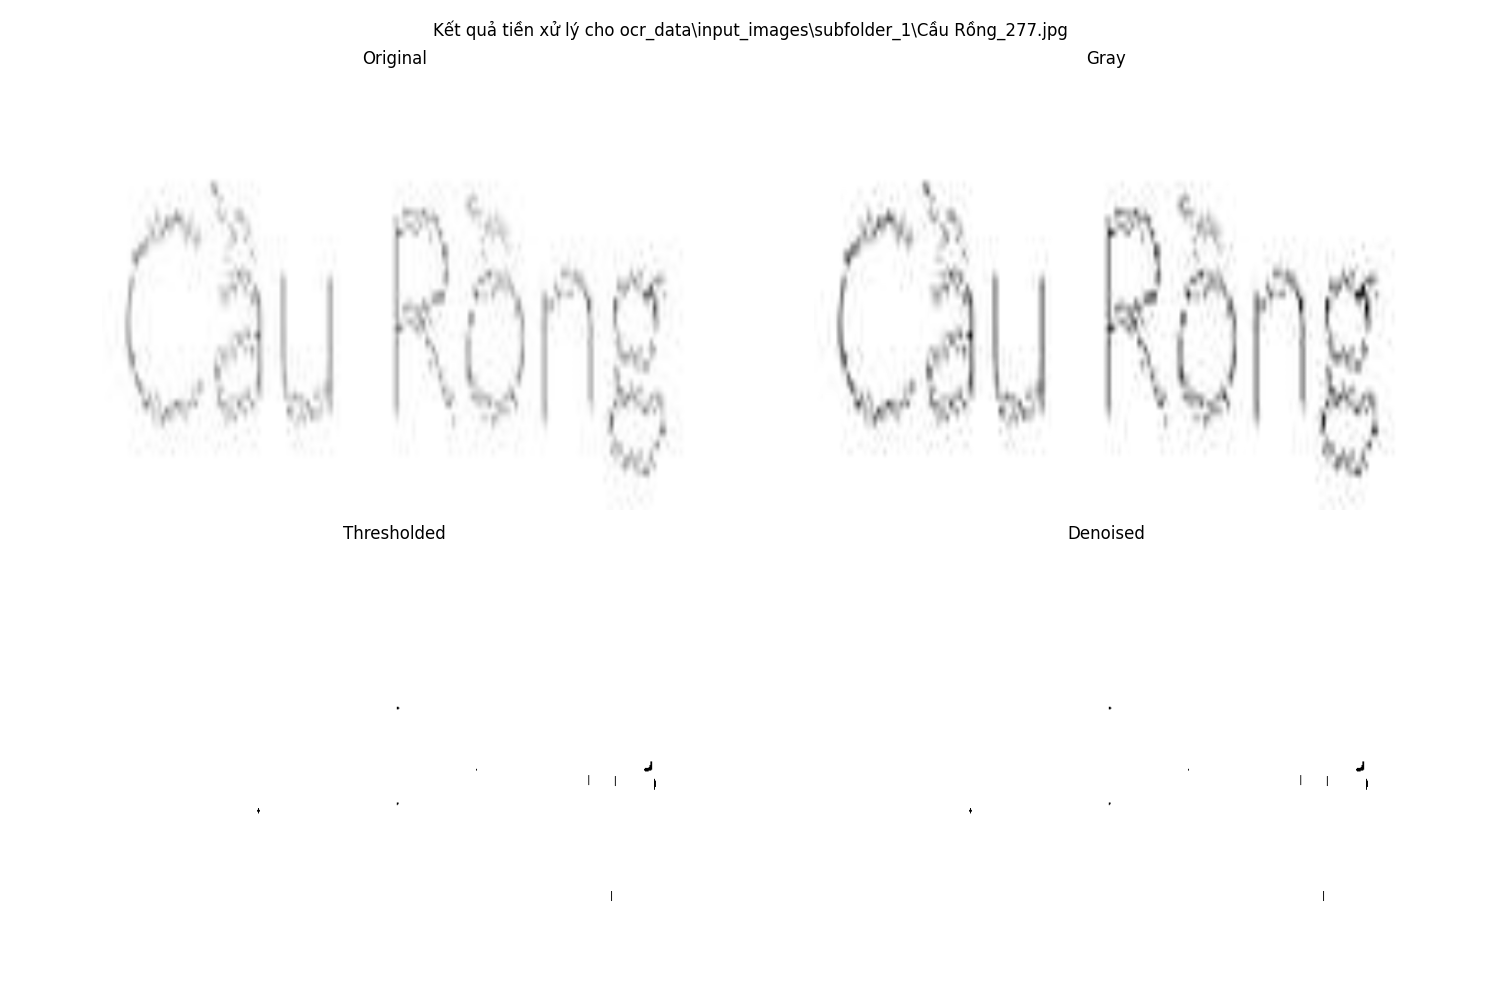 Kết quả tiền xử lý cho ocr_data\input_images\subfolder_1\Cầu Rồng_277.jpg
Original
Gray
Cầu Rồng
Cầu Rồng
Thresholded
Denoised